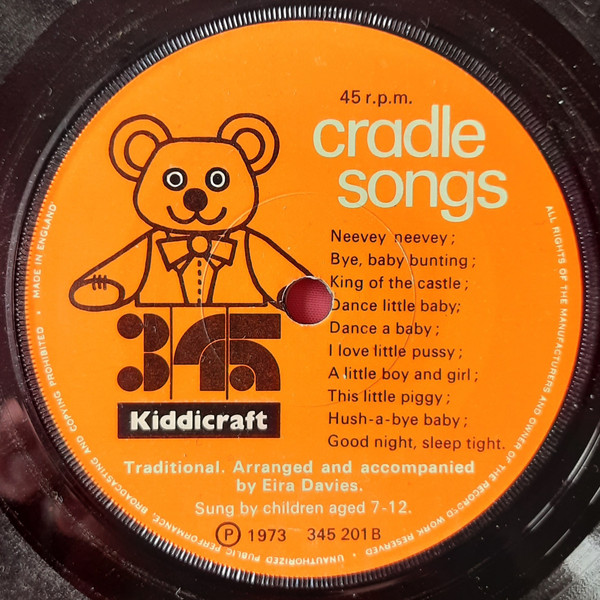 45 r.p.m.
cradle
songs
Neevey neevey;
Bye, baby bunting;
King of the castle;
Dance little baby;
Dance a baby;
I love little pussy;
A little boy and girl;
This little piggy;
Hush-a-bye baby;
Good night, sleep tight.
345
Kiddicraft
Traditional. Arranged and accompanied
by Eira Davies.
Sung by children aged 7-12.
Ⓟ 1973 345 201 B
ALL RIGHTS OF THE MANUFACTURERS AND OWNER OF THE RECORDED WORK RESERVED • UNAUTHORIZED PUBLIC PERFORMANCE, BROADCASTING AND COPYING PROHIBITED • MADE IN ENGLAND